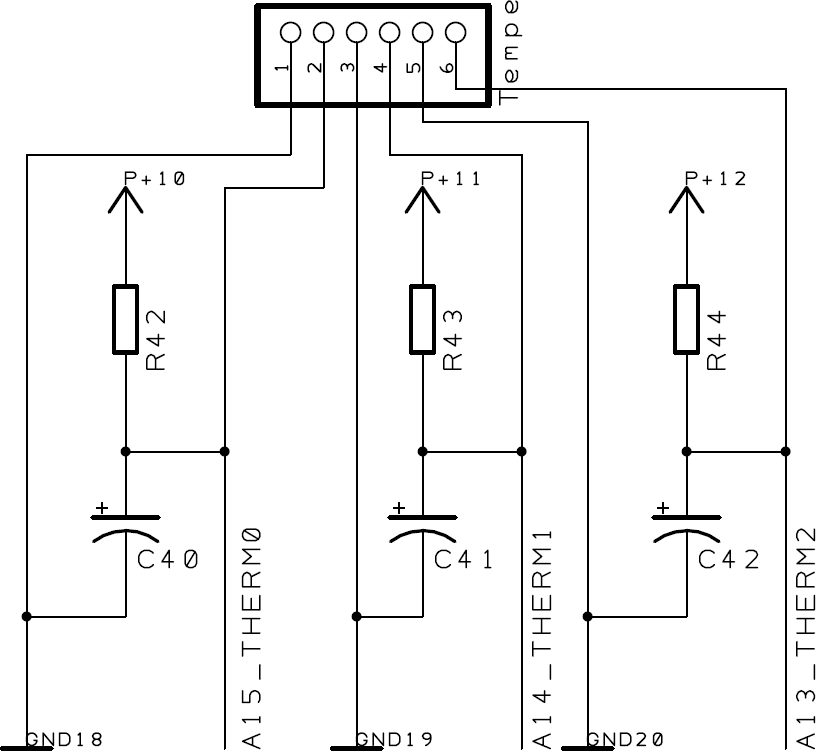 1 2 3 4 5 6
Tempe
P+10 P+11 P+12
R42 R43 R44
+ + +
C40 C41 C42
A15_THERM0 A14_THERM1 A13_THERM2
GND18 GND19 GND20